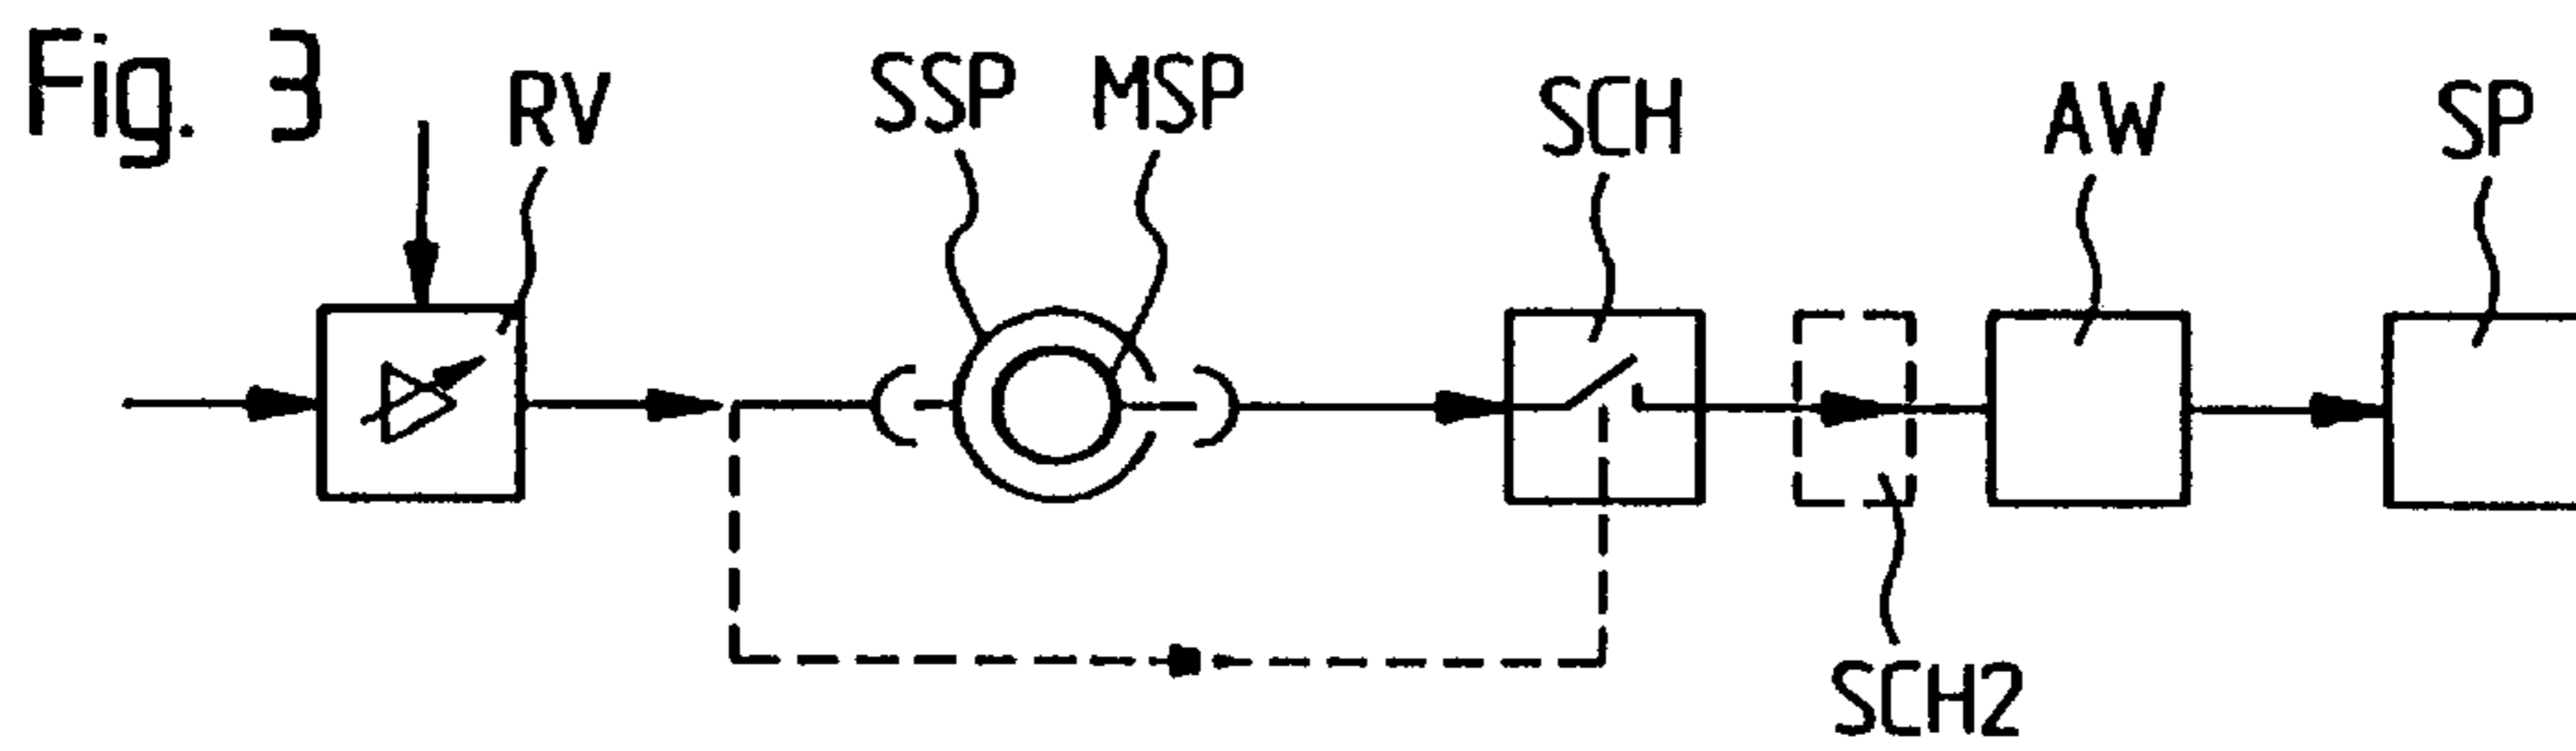 Fig. 3
RV
SSP MSP
SCH
AW
SP
SCH2